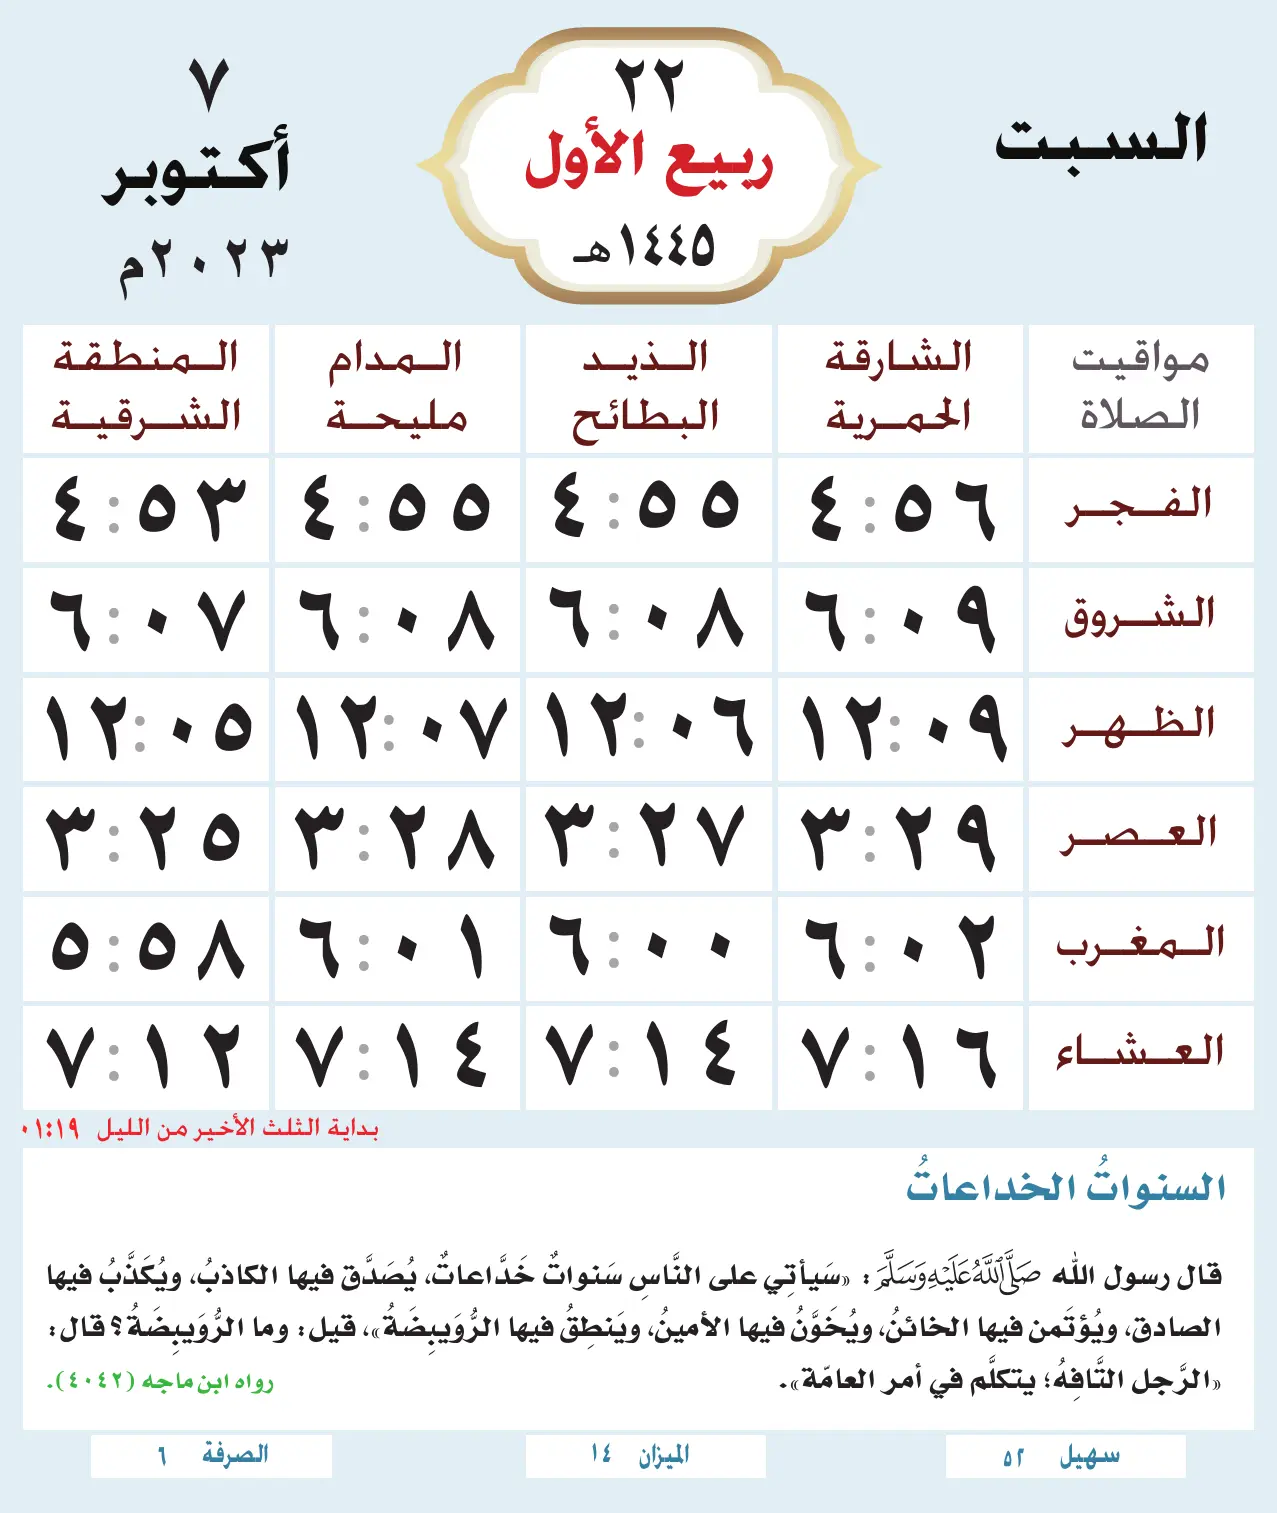 السبت
٢٢
ربيع الأول
١٤٤٥هـ
٧
أكتوبر
٢٠٢٣م
مواقيت الصلاة	الشارقة الحمرية	الذيد البطائح	المدام مليحة	المنطقة الشرقية
الفجر	٤:٥٦	٤:٥٥	٤:٥٥	٤:٥٣
الشروق	٦:٠٩	٦:٠٨	٦:٠٨	٦:٠٧
الظهر	١٢:٠٩	١٢:٠٦	١٢:٠٧	١٢:٠٥
العصر	٣:٢٩	٣:٢٧	٣:٢٨	٣:٢٥
المغرب	٦:٠٢	٦:٠٠	٦:٠١	٥:٥٨
العشاء	٧:١٦	٧:١٤	٧:١٤	٧:١٢
بداية الثلث الأخير من الليل ٠١:١٩
السنواتُ الخداعاتُ
قال رسول الله صَلَّى اللَّهُ عَلَيْهِ وَسَلَّمَ: «سَيأتِي على النَّاسِ سَنواتٌ خَدَّاعاتٌ، يُصَدَّق فيها الكاذبُ، ويُكَذَّبُ فيها
الصادق، ويُؤتَمن فيها الخائنُ، ويُخَوَّنُ فيها الأمينُ، ويَنطِقُ فيها الرُّوَيبِضَةُ»، قيل: وما الرُّوَيبِضَةُ؟ قال:
«الرَّجل التَّافِهُ؛ يتكلَّم في أمر العامّة». رواه ابن ماجه (٤٠٤٢).
سهيل ٥٢
الميزان ١٤
الصرفة ٦